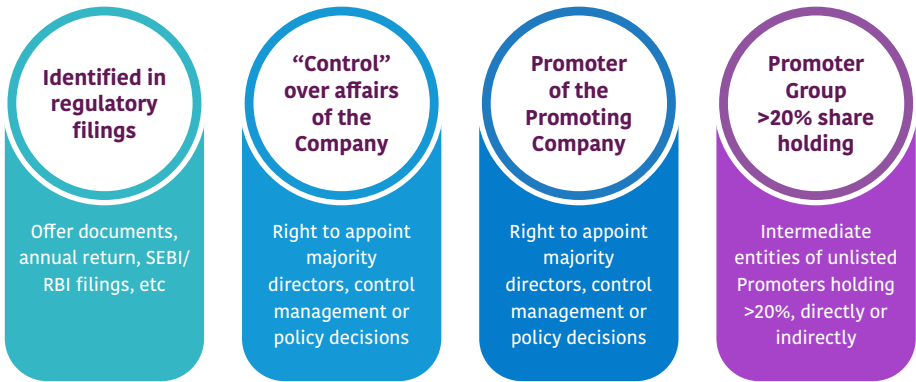 Identified in
regulatory
filings
Offer documents,
annual return, SEBI/
RBI filings, etc
“Control”
over affairs
of the
Company
Right to appoint
majority
directors, control
management or
policy decisions
Promoter
of the
Promoting
Company
Right to appoint
majority
directors, control
management or
policy decisions
Promoter
Group
>20% share
holding
Intermediate
entities of unlisted
Promoters holding
>20%, directly or
indirectly